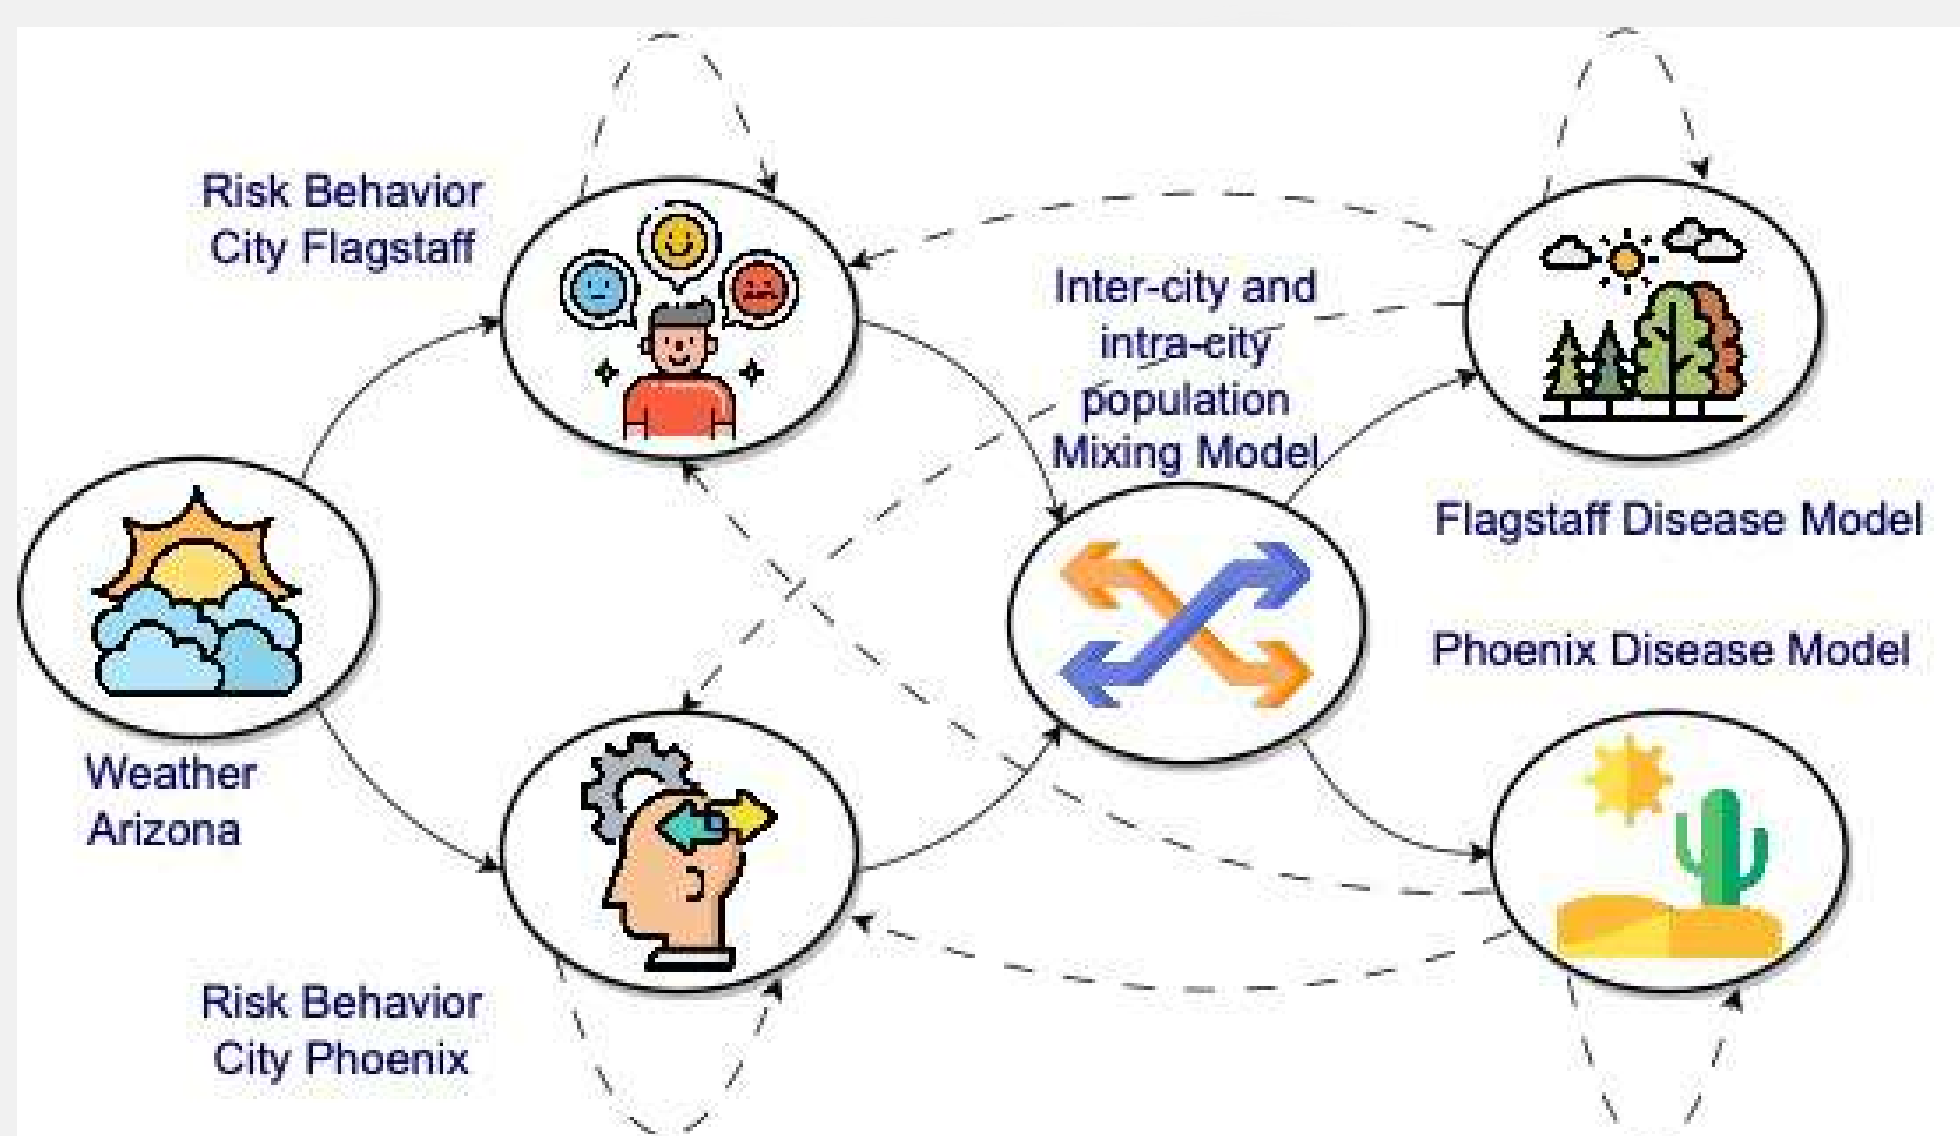 Risk Behavior
City Flagstaff
Inter-city and
intra-city
population
Mixing Model
Flagstaff Disease Model
Phoenix Disease Model
Weather
Arizona
Risk Behavior
City Phoenix